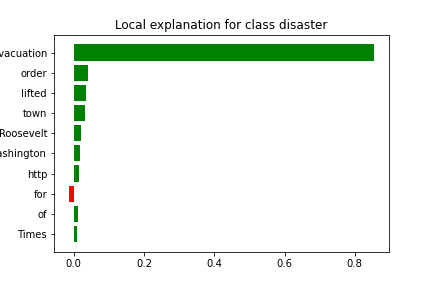 Local explanation for class disaster
vacuation
order
lifted
town
Roosevelt
ashington
http
for
of
Times
0.0 0.2 0.4 0.6 0.8